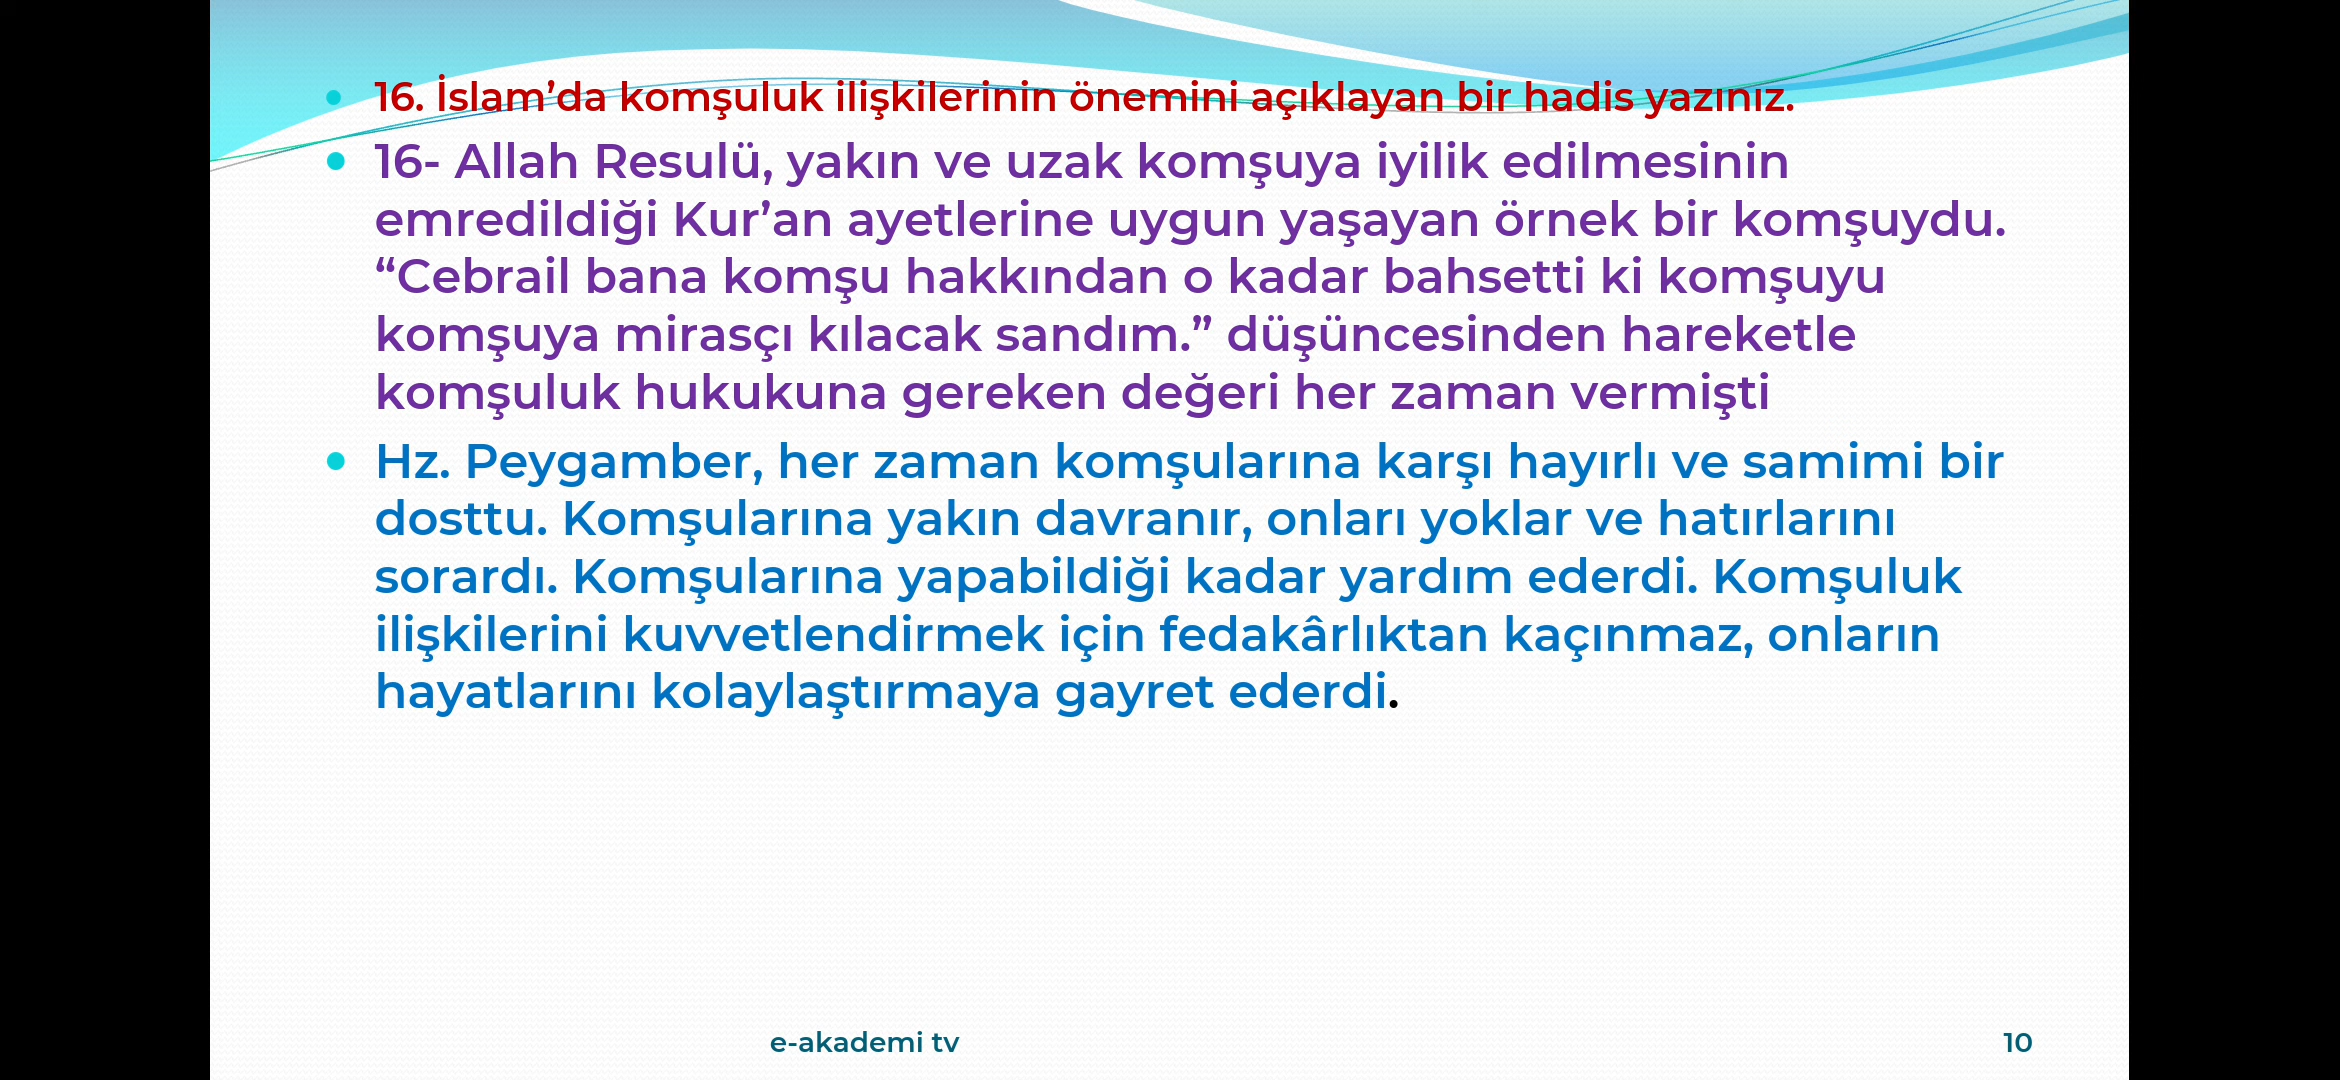 16. İslam’da komşuluk ilişkilerinin önemini açıklayan bir hadis yazınız.
16- Allah Resulü, yakın ve uzak komşuya iyilik edilmesinin
emredildiği Kur’an ayetlerine uygun yaşayan örnek bir komşuydu.
“Cebrail bana komşu hakkından o kadar bahsetti ki komşuyu
komşuya mirasçı kılacak sandım.” düşüncesinden hareketle
komşuluk hukukuna gereken değeri her zaman vermişti
Hz. Peygamber, her zaman komşularına karşı hayırlı ve samimi bir
dosttu. Komşularına yakın davranır, onları yoklar ve hatırlarını
sorardı. Komşularına yapabildiği kadar yardım ederdi. Komşuluk
ilişkilerini kuvvetlendirmek için fedakârlıktan kaçınmaz, onların
hayatlarını kolaylaştırmaya gayret ederdi.
e-akademi tv
10